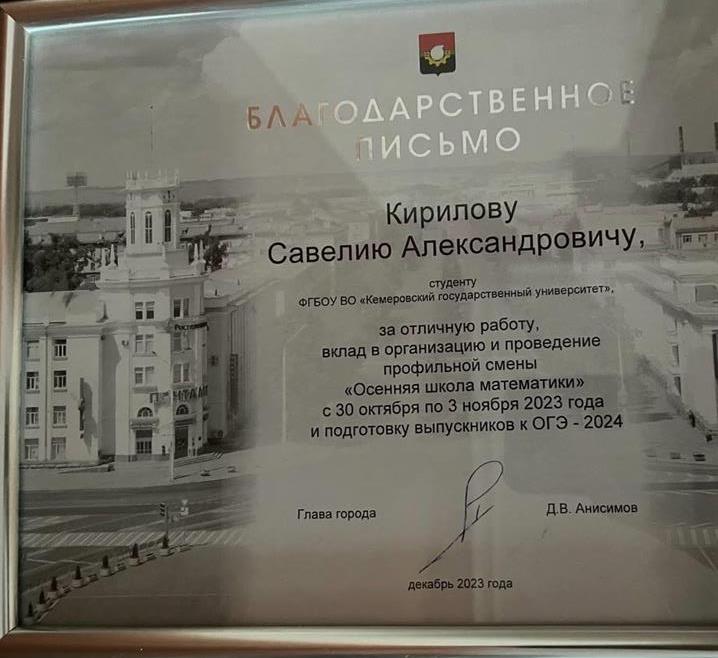 БЛАГОДАРСТВЕННОЕ
ПИСЬМО
Кирилову
Савелию Александровичу,
студенту
ФГБОУ ВО «Кемеровский государственный университет»,
за отличную работу,
вклад в организацию и проведение
профильной смены
«Осенняя школа математики»
с 30 октября по 3 ноября 2023 года
и подготовку выпускников к ОГЭ - 2024
Глава города
Д.В. Анисимов
декабрь 2023 года